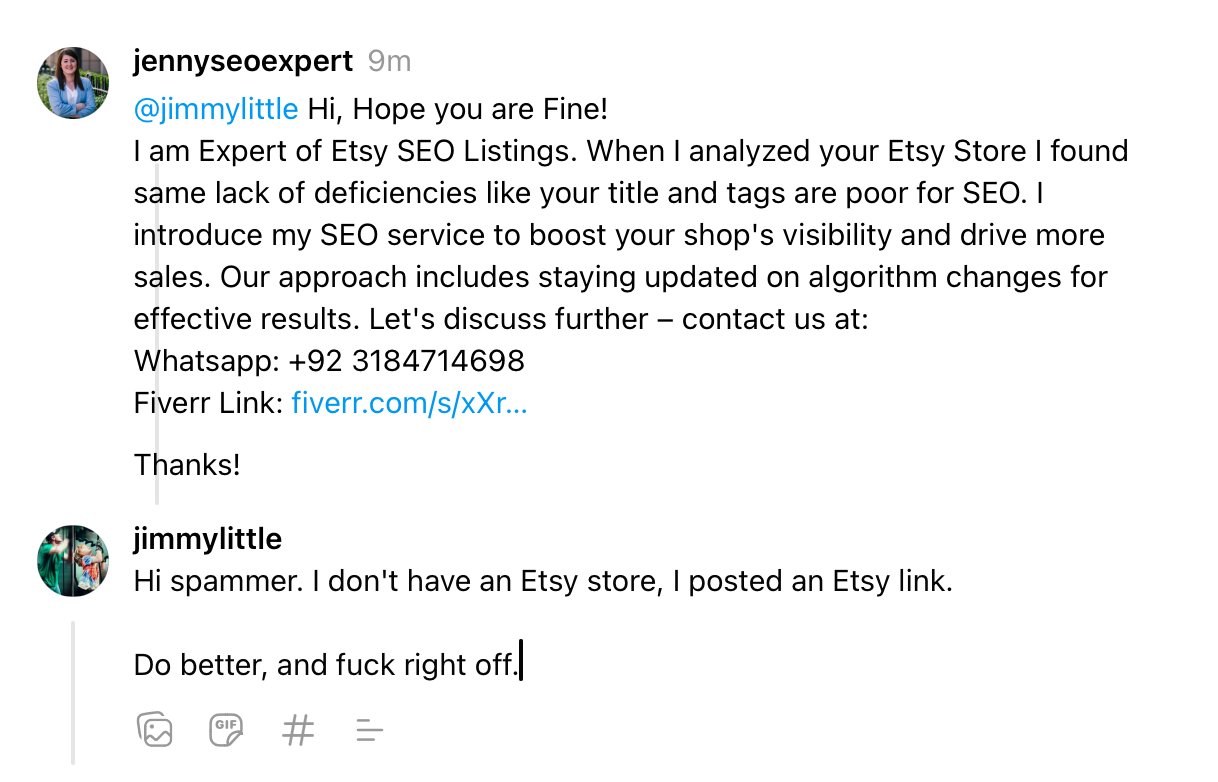 jennyseoexpert 9m
@jimmylittle Hi, Hope you are Fine!
I am Expert of Etsy SEO Listings. When I analyzed your Etsy Store I found
same lack of deficiencies like your title and tags are poor for SEO. I
introduce my SEO service to boost your shop's visibility and drive more
sales. Our approach includes staying updated on algorithm changes for
effective results. Let's discuss further – contact us at:
Whatsapp: +92 3184714698
Fiverr Link: fiverr.com/s/xXr...
Thanks!
jimmylittle
Hi spammer. I don't have an Etsy store, I posted an Etsy link.
Do better, and fuck right off.
GIF
#